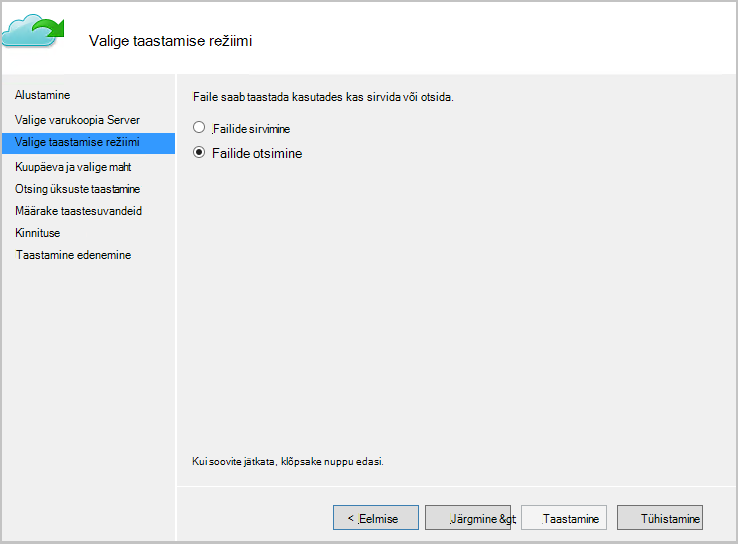 Valige taastamise režiimi
Alustamine
Valige varukoopia Server
Valige taastamise režiimi
Kuupäeva ja valige maht
Otsing üksuste taastamine
Määrake taastesuvandeid
Kinnituse
Taastamine edenemine
Faile saab taastada kasutades kas sirvida või otsida.
Failide sirvimine
Failide otsimine
Kui soovite jätkata, klõpsake nuppu edasi.
< Eelmise
Järgmine &gt;
Taastamine
Tühistamine